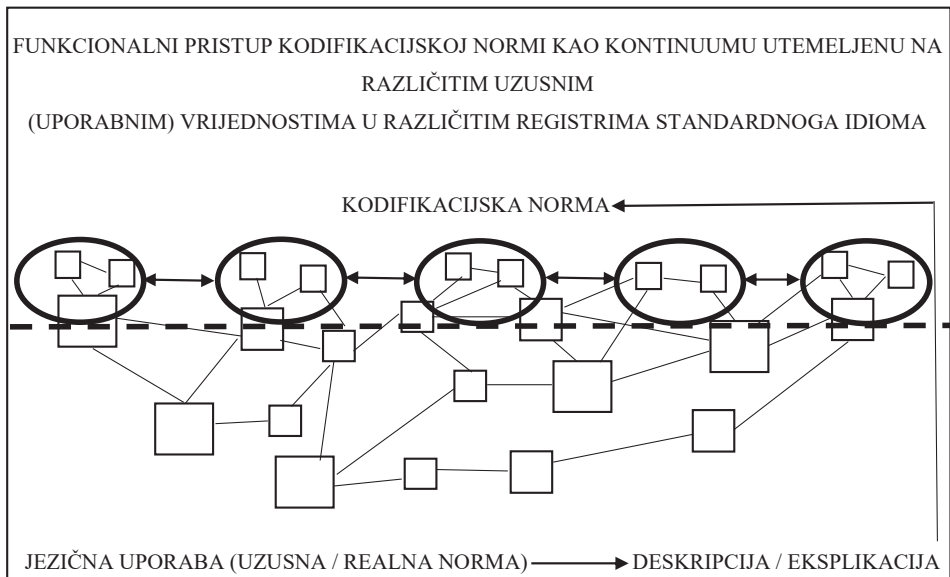 FUNKCIONALNI PRISTUP KODIFIKACIJSKOJ NORMI KAO KONTINUUMU UTEMELJENU NA
RAZLIČITIM UZUSNIM
(UPORABNIM) VRIJEDNOSTIMA U RAZLIČITIM REGISTRIMA STANDARDNOGA IDIOMA
KODIFIKACIJSKA NORMA
JEZIČNA UPORABA (UZUSNA / REALNA NORMA) DESKRIPCIJA / EKSPLIKACIJA